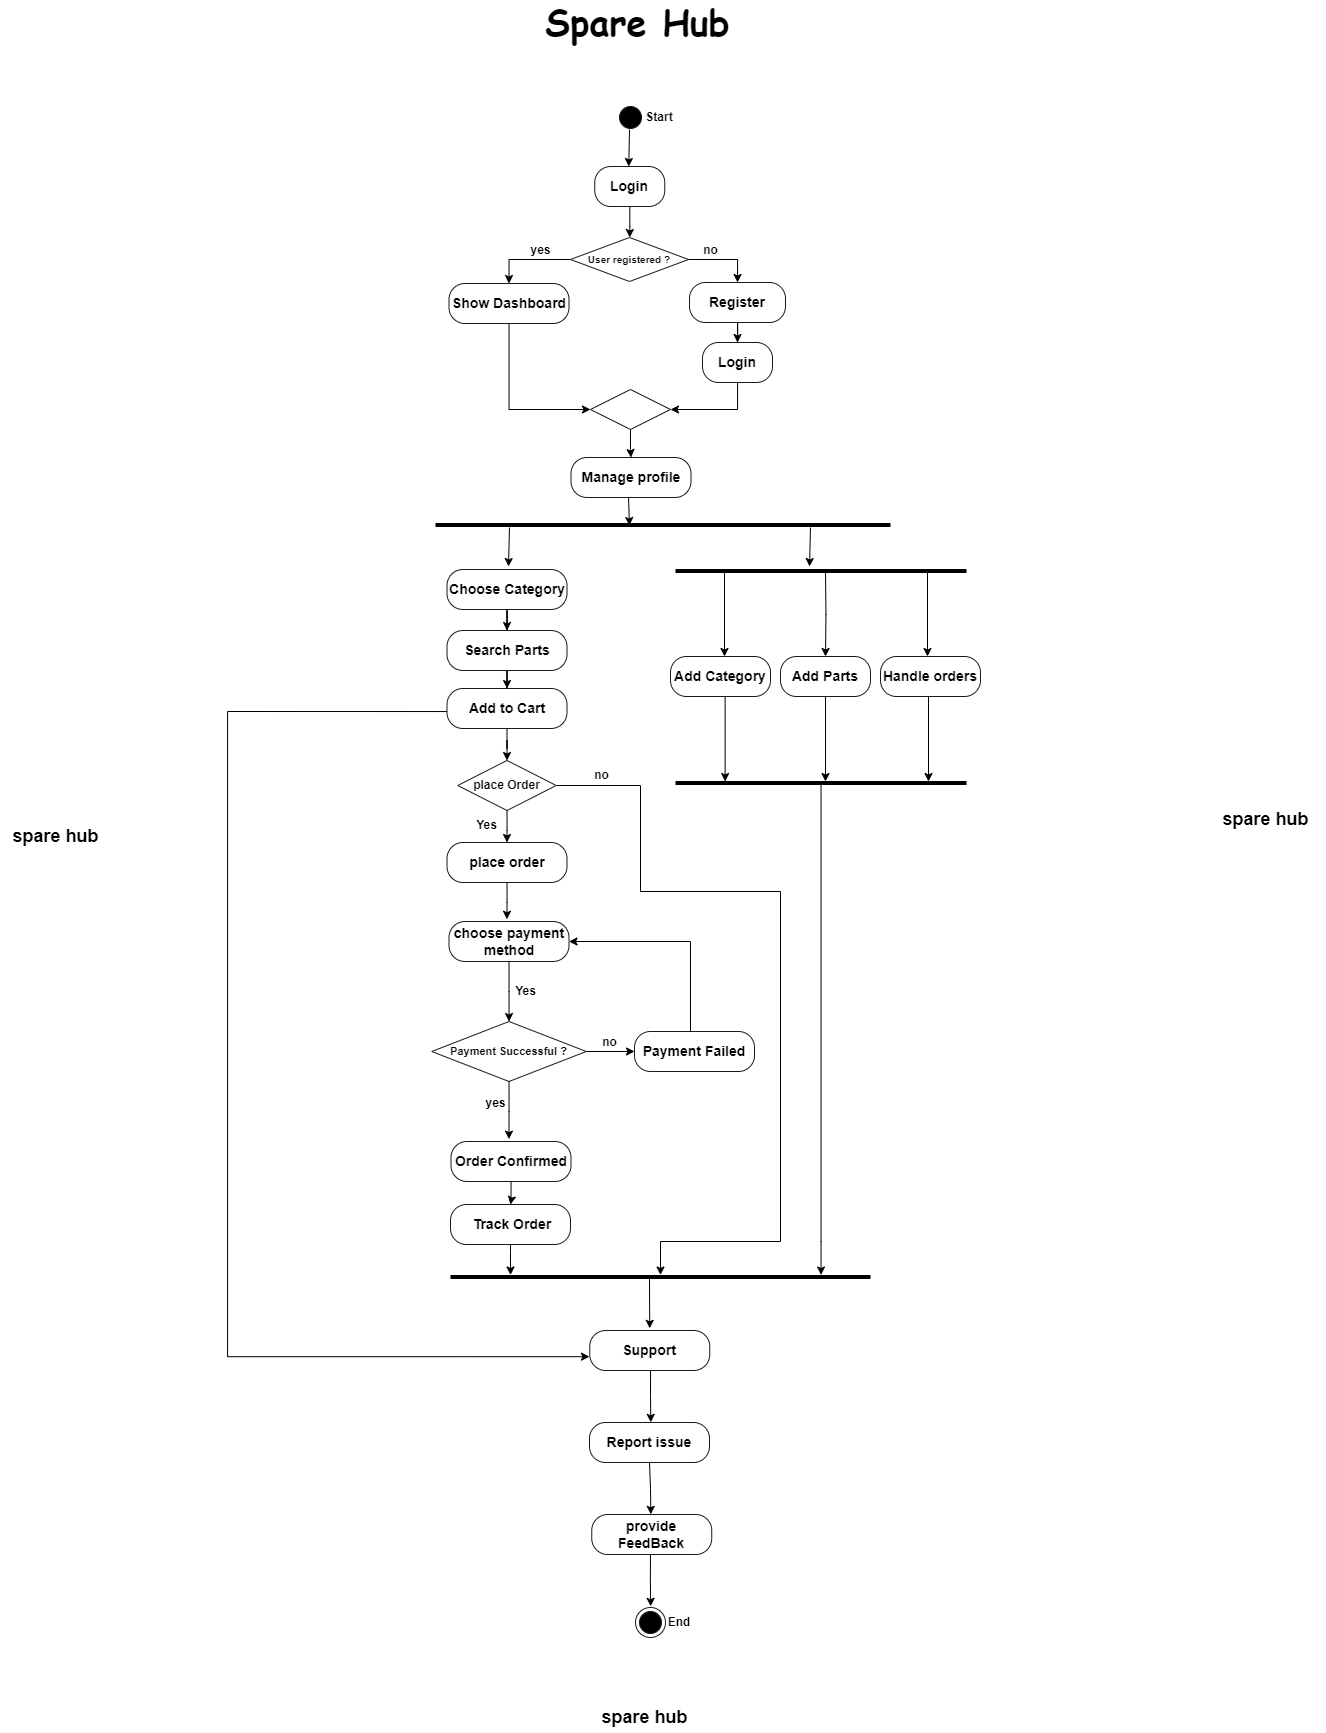 Spare Hub
Start
Login
yes
User registered ?
no
Show Dashboard
Register
Login
Manage profile
Choose Category
Search Parts
Add Category
Add Parts
Handle orders
Add to Cart
place Order
no
Yes
spare hub
spare hub
place order
choose payment
method
Yes
Payment Successful ?
no
Payment Failed
yes
Order Confirmed
Track Order
Support
Report issue
provide
FeedBack
End
spare hub